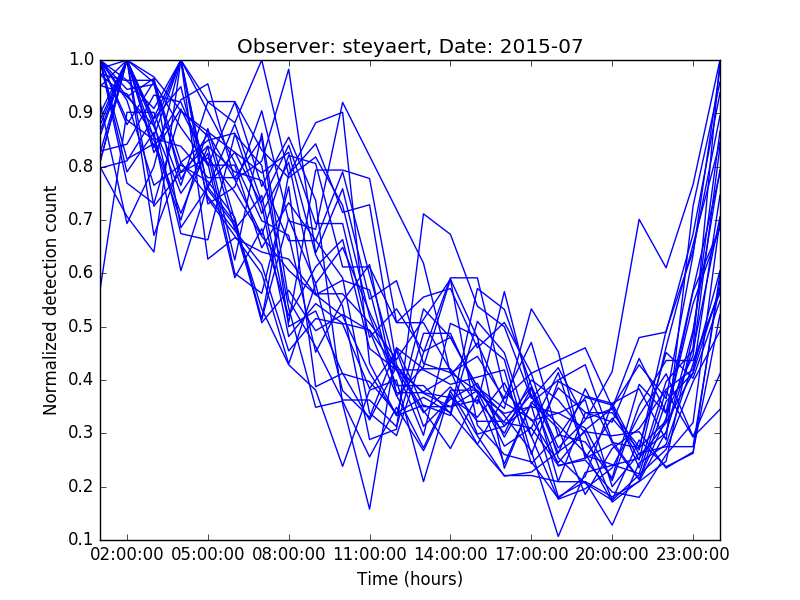 Observer: steyaert, Date: 2015-07
Normalized detection count
1.0
0.9
0.8
0.7
0.6
0.5
0.4
0.3
0.2
0.1
02:00:00 05:00:00 08:00:00 11:00:00 14:00:00 17:00:00 20:00:00 23:00:00
Time (hours)